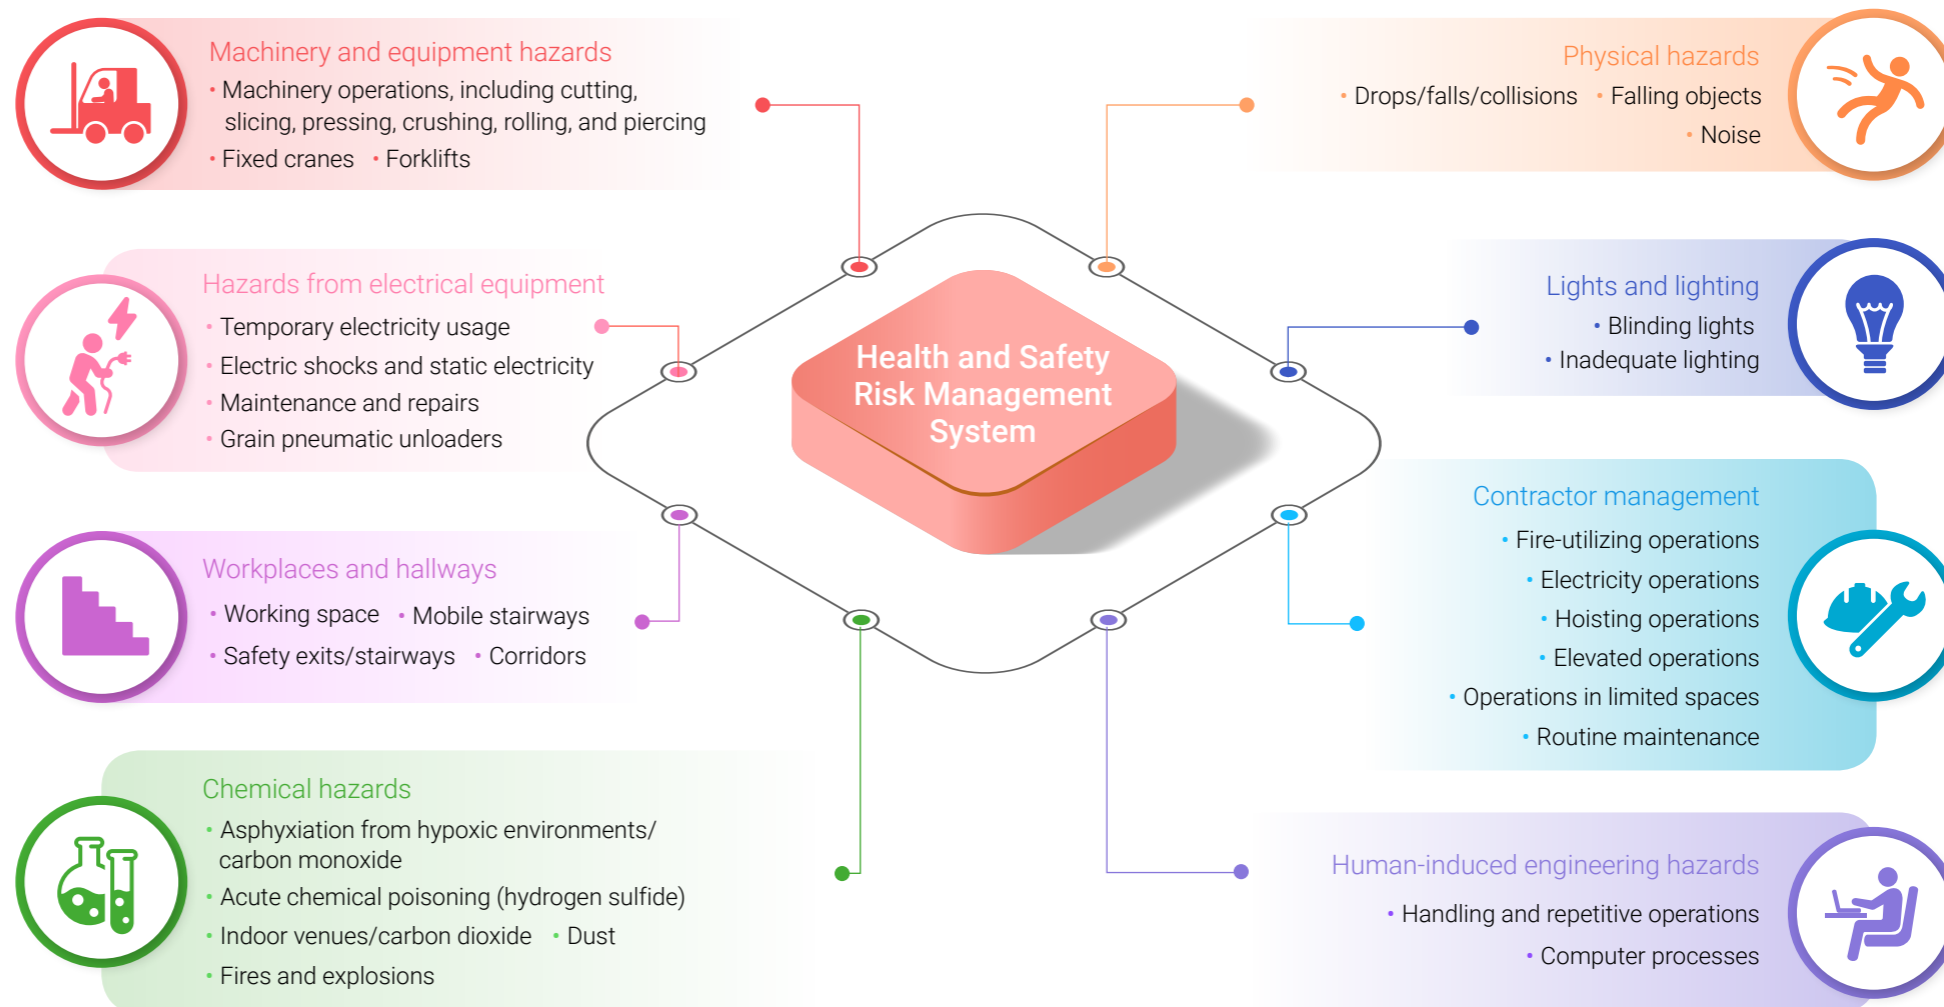 Machinery and equipment hazards
• Machinery operations, including cutting,
slicing, pressing, crushing, rolling, and piercing
• Fixed cranes • Forklifts
Hazards from electrical equipment
• Temporary electricity usage
• Electric shocks and static electricity
• Maintenance and repairs
• Grain pneumatic unloaders
Workplaces and hallways
• Working space • Mobile stairways
• Safety exits/stairways • Corridors
Chemical hazards
• Asphyxiation from hypoxic environments/
carbon monoxide
• Acute chemical poisoning (hydrogen sulfide)
• Indoor venues/carbon dioxide • Dust
• Fires and explosions
Health and Safety
Risk Management
System
Physical hazards
• Drops/falls/collisions • Falling objects
• Noise
Lights and lighting
• Blinding lights
• Inadequate lighting
Contractor management
• Fire-utilizing operations
• Electricity operations
• Hoisting operations
• Elevated operations
• Operations in limited spaces
• Routine maintenance
Human-induced engineering hazards
• Handling and repetitive operations
• Computer processes